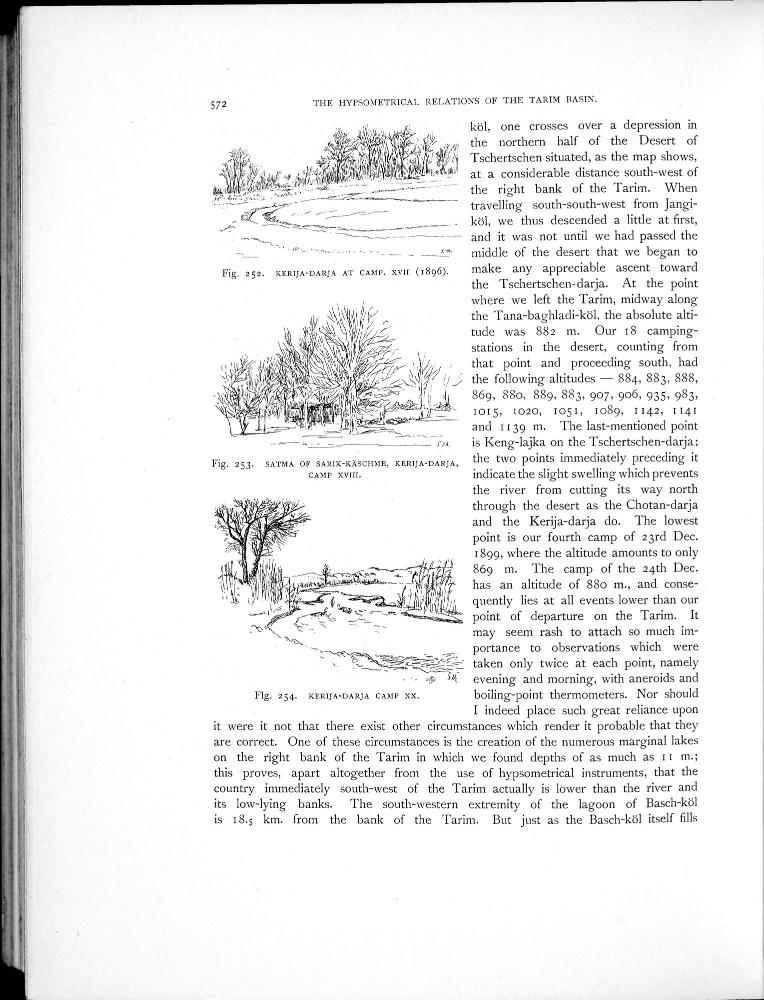 572
THE HYPSOMETRICAL RELATIONS OF THE TARIM BASIN.
Fig. 252. KERIJA-DARJA AT CAMP. XVII (1896).
Fig. 253. SATMA OF SARIK-KÄSCHME, KERIJA-DARJA,
CAMP XVIII.
Fig. 254. KERIJA-DARJA CAMP XX.
köl, one crosses over a depression in
the northern half of the Desert of
Tschertschen situated, as the map shows,
at a considerable distance south-west of
the right bank of the Tarim. When
travelling south-south-west from Jangi-
köl, we thus descended a little at first,
and it was not until we had passed the
middle of the desert that we began to
make any appreciable ascent toward
the Tschertschen-darja. At the point
where we left the Tarim, midway along
the Tana-baghladi-köl, the absolute alti-
tude was 882 m. Our 18 camping-
stations in the desert, counting from
that point and proceeding south, had
the following altitudes — 884, 883, 888,
869, 880, 889, 883, 907, 906, 935, 983,
1015, 1020, 1051, 1089, 1142, 1141
and 1139 m. The last-mentioned point
is Keng-lajka on the Tschertschen-darja;
the two points immediately preceding it
indicate the slight swelling which prevents
the river from cutting its way north
through the desert as the Chotan-darja
and the Kerija-darja do. The lowest
point is our fourth camp of 23rd Dec.
1899, where the altitude amounts to only
869 m. The camp of the 24th Dec.
has an altitude of 880 m., and conse-
quently lies at all events lower than our
point of departure on the Tarim. It
may seem rash to attach so much im-
portance to observations which were
taken only twice at each point, namely
evening and morning, with aneroids and
boiling-point thermometers. Nor should
I indeed place such great reliance upon
it were it not that there exist other circumstances which render it probable that they
are correct. One of these circumstances is the creation of the numerous marginal lakes
on the right bank of the Tarim in which we found depths of as much as 11 m.;
this proves, apart altogether from the use of hypsometrical instruments, that the
country immediately south-west of the Tarim actually is lower than the river and
its low-lying banks. The south-western extremity of the lagoon of Basch-köl
is 18.5 km. from the bank of the Tarim. But just as the Basch-köl itself fills